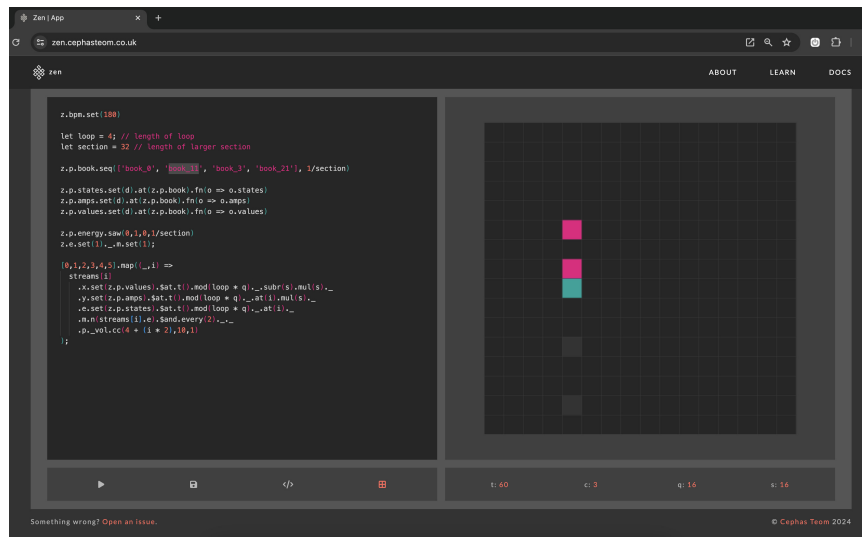 Zen | App
zen.cephasteom.co.uk
zen
ABOUT LEARN DOCS
z.bpm.set(180)
let loop = 4; // length of loop
let section = 32 // length of larger section
z.p.book.seq(['book_0', 'book_11', 'book_3', 'book_21'], 1/section)
z.p.states.set(d).at(z.p.book).fn(o => o.states)
z.p.amps.set(d).at(z.p.book).fn(o => o.amps)
z.p.values.set(d).at(z.p.book).fn(o => o.values)
z.p.energy.saw(0,1,0,1/section)
z.e.set(1)._.m.set(1);
[0,1,2,3,4,5].map((_,i) =>
streams[i]
.x.set(z.p.values).$at.t().mod(loop * q)._.subr(s).mul(s)._
.y.set(z.p.amps).$at.t().mod(loop * q)._.at(i).mul(s)._
.e.set(z.p.states).$at.t().mod(loop * q)._.at(i)._
.m.n(streams[i].e).$and.every(2)._._
.p._vol.cc(4 + (i * 2),10,1)
);
</>
t: 60 c: 3 q: 16 s: 16
Something wrong? Open an issue.
© Cephas Teom 2024